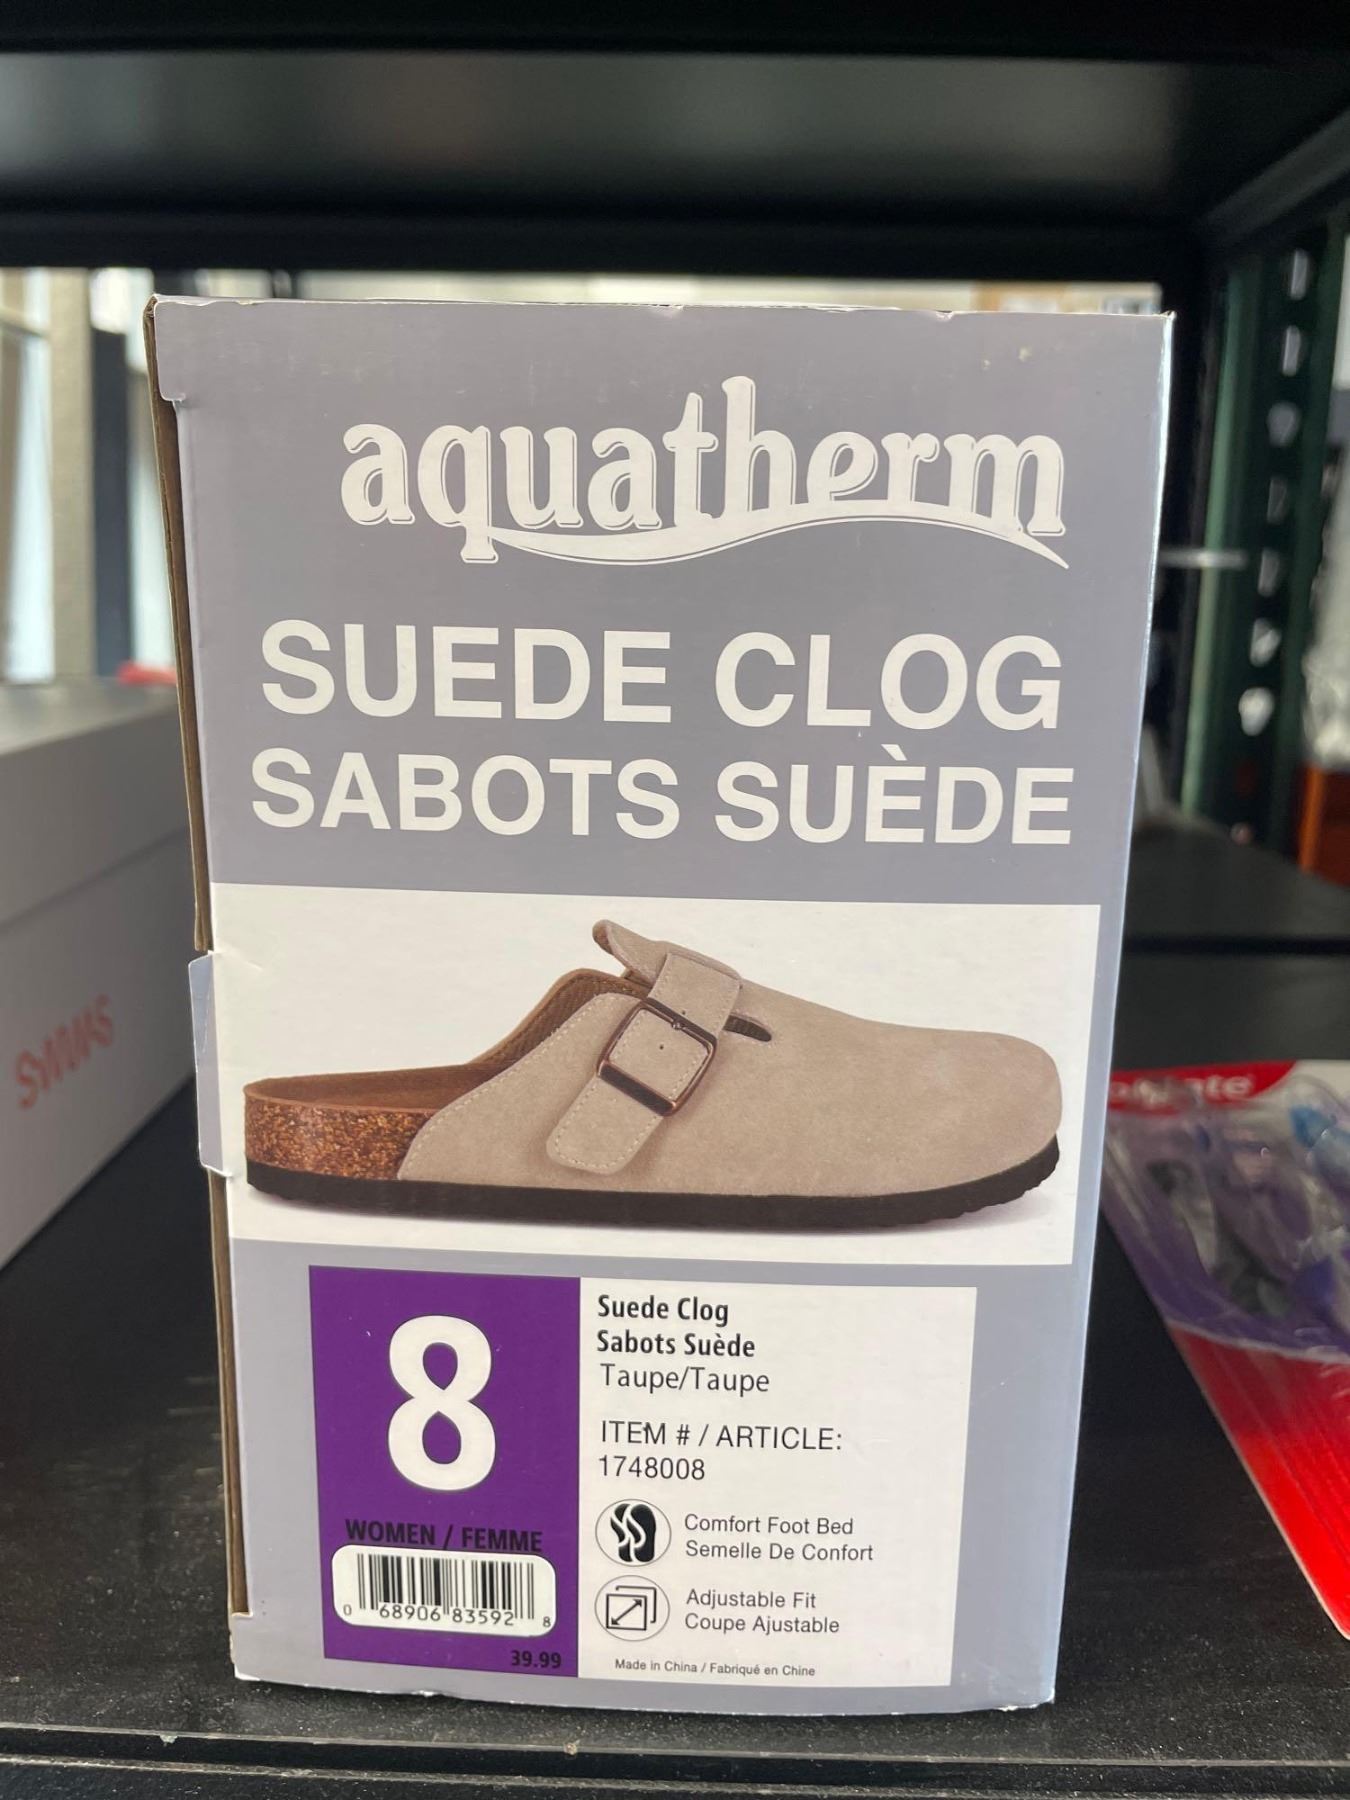 aquatherm
SUEDE CLOG
SABOTS SUÈDE
8
WOMEN / FEMME
0 68906 83592 8
39.99
Suede Clog
Sabots Suède
Taupe/Taupe
ITEM # / ARTICLE:
1748008
Comfort Foot Bed
Semelle De Confort
Adjustable Fit
Coupe Ajustable
Made in China / Fabriqué en Chine
SWIMS